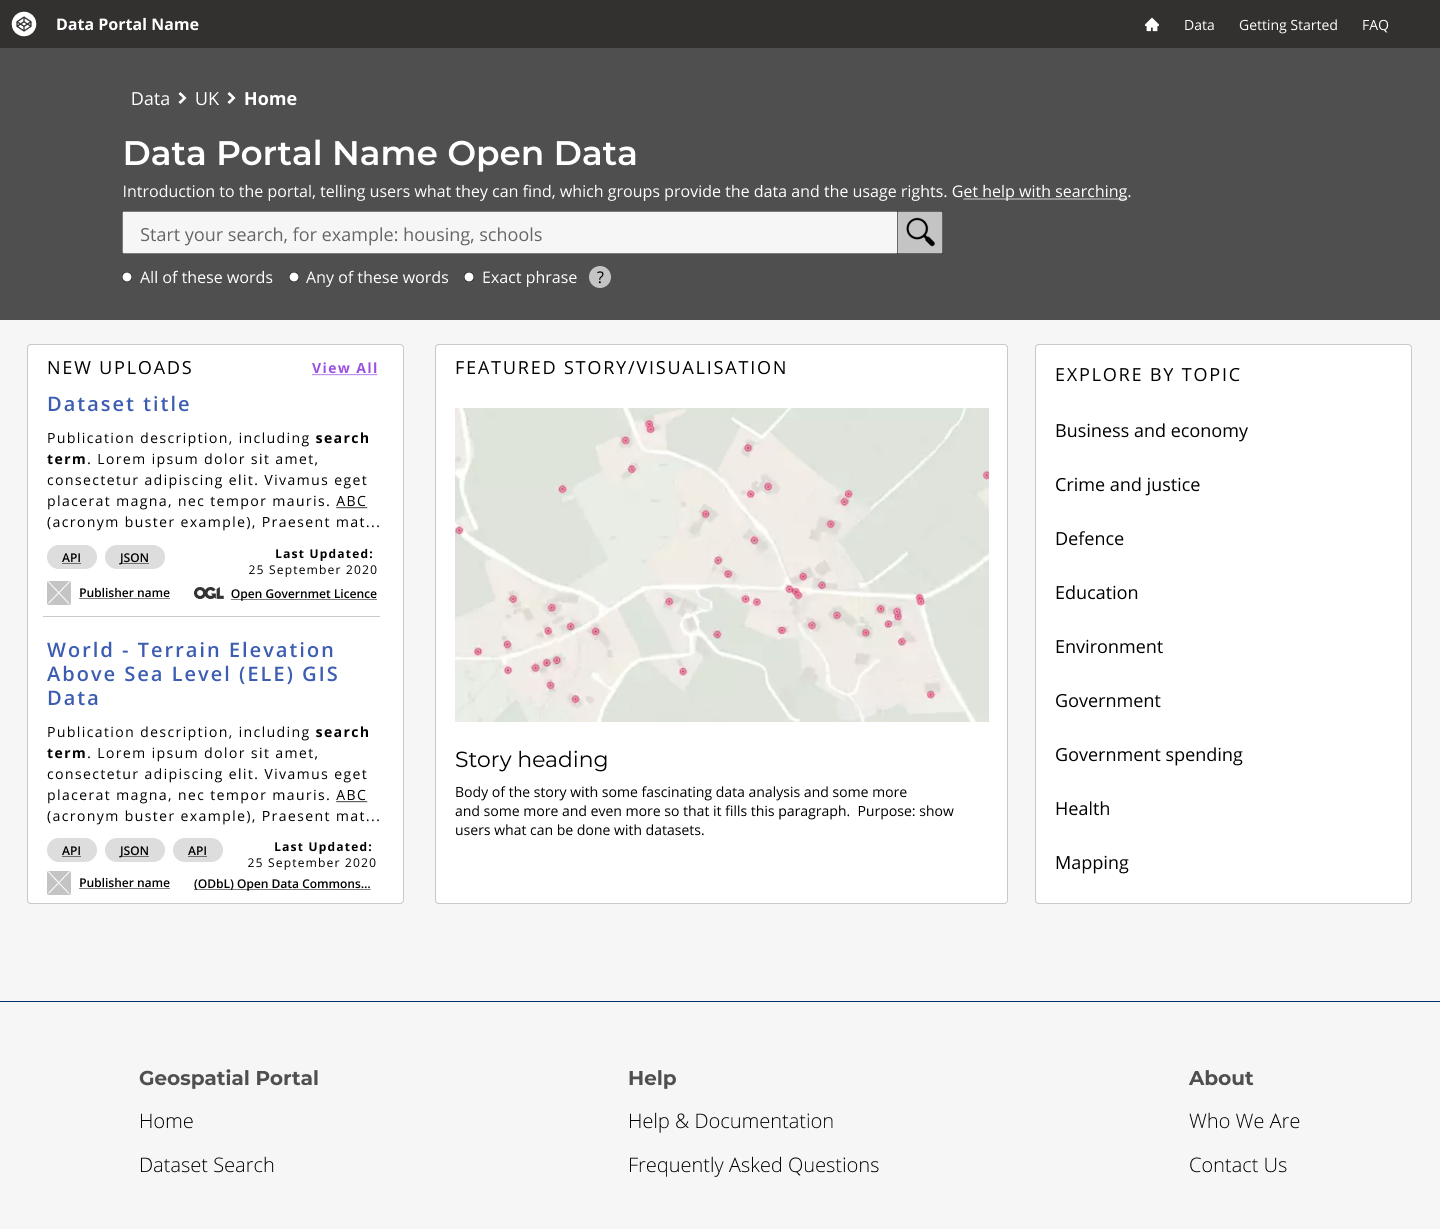 Data Portal Name
Data
Getting Started
FAQ
Data > UK > Home
Data Portal Name Open Data
Introduction to the portal, telling users what they can find, which groups provide the data and the usage rights. Get help with searching.
Start your search, for example: housing, schools
All of these words
Any of these words
Exact phrase
?
NEW UPLOADS
View All
Dataset title
Publication description, including search
term. Lorem ipsum dolor sit amet,
consectetur adipiscing elit. Vivamus eget
placerat magna, nec tempor mauris. ABC
(acronym buster example), Praesent mat...
API
JSON
Last Updated:
25 September 2020
Publisher name
OGL
Open Governmet Licence
World - Terrain Elevation
Above Sea Level (ELE) GIS
Data
Publication description, including search
term. Lorem ipsum dolor sit amet,
consectetur adipiscing elit. Vivamus eget
placerat magna, nec tempor mauris. ABC
(acronym buster example), Praesent mat...
API
JSON
API
Last Updated:
25 September 2020
Publisher name
(ODbL) Open Data Commons...
FEATURED STORY/VISUALISATION
Story heading
Body of the story with some fascinating data analysis and some more
and some more and even more so that it fills this paragraph. Purpose: show
users what can be done with datasets.
EXPLORE BY TOPIC
Business and economy
Crime and justice
Defence
Education
Environment
Government
Government spending
Health
Mapping
Geospatial Portal
Home
Dataset Search
Help
Help & Documentation
Frequently Asked Questions
About
Who We Are
Contact Us